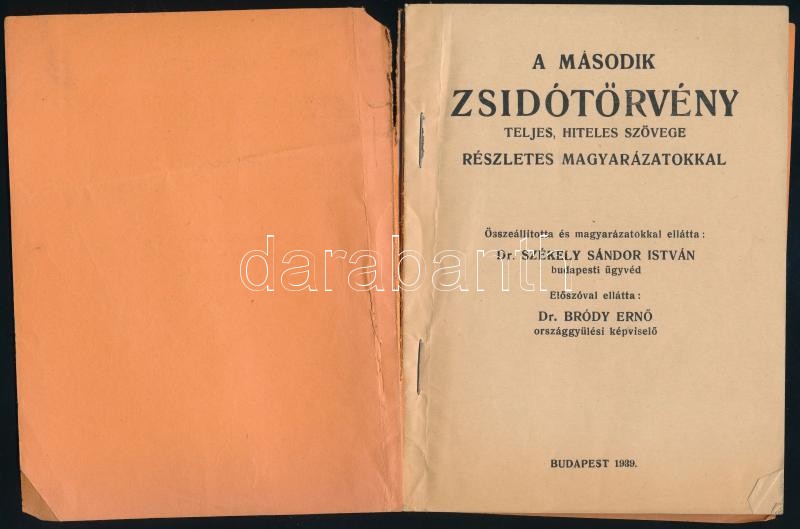 A MÁSODIK
ZSIDÓTÖRVÉNY
TELJES, HITELES SZÖVEGE
RÉSZLETES MAGYARÁZATOKKAL
Összeállította és magyarázatokkal ellátta:
Dr. SZÉKELY SÁNDOR ISTVÁN
budapesti ügyvéd
darabanth
Előszóval ellátta:
Dr. BRÓDY ERNŐ
országgyülési képviselő
BUDAPEST 1939.